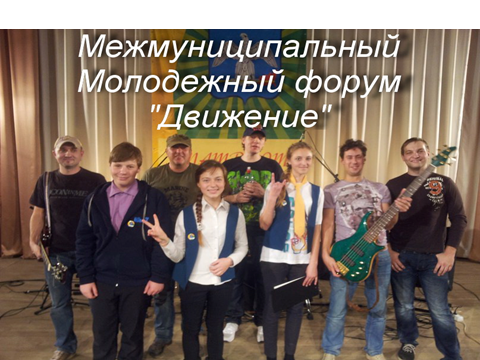 Межмуниципальный
Молодежный форум
"Движение"